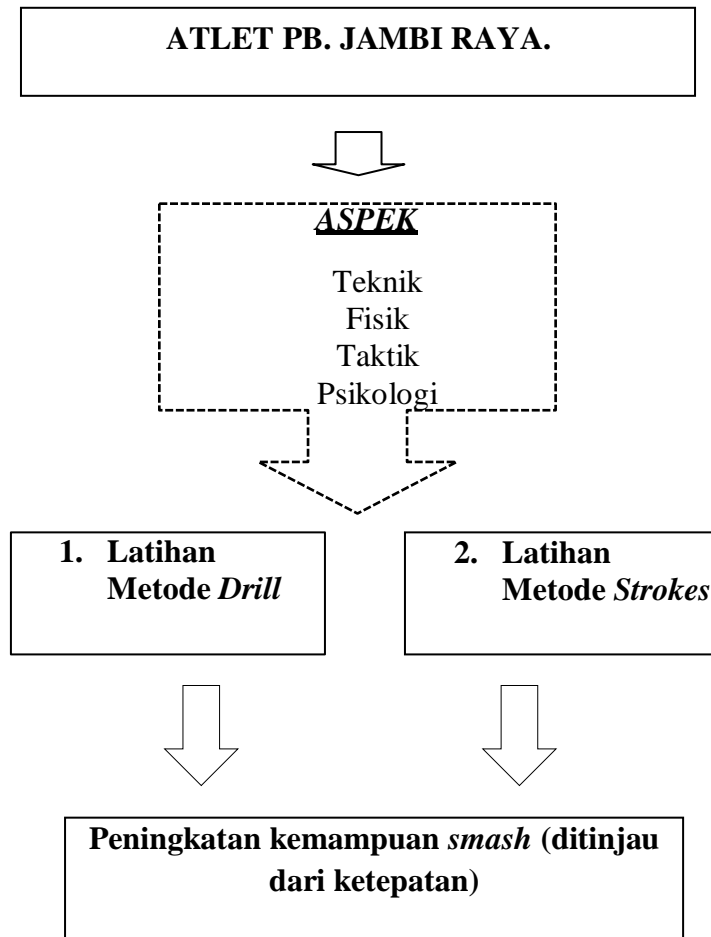 ATLET PB. JAMBI RAYA.
ASPEK
Teknik
Fisik
Taktik
Psikologi
1. Latihan
Metode Drill
2. Latihan
Metode Strokes
Peningkatan kemampuan smash (ditinjau
dari ketepatan)